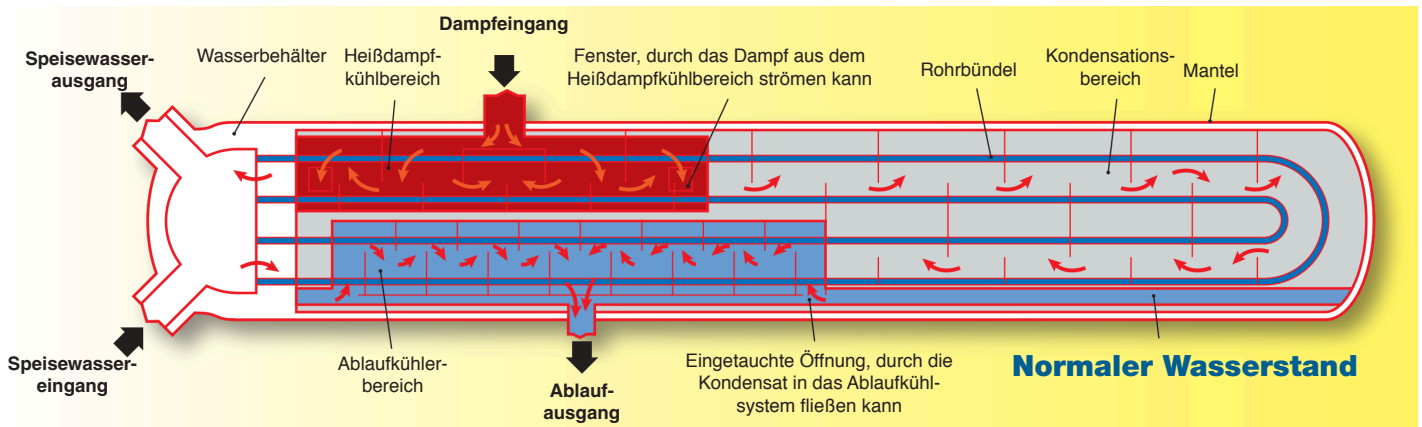 Dampfeingang
Speisewasser-
ausgang
Wasserbehälter
Heißdampf-
kühlbereich
Fenster, durch das Dampf aus dem
Heißdampfkühlbereich strömen kann
Rohrbündel
Kondensations-
bereich
Mantel
Speisewasser-
eingang
Ablaufkühler-
bereich
Ablauf-
ausgang
Eingetauchte Öffnung, durch die
Kondensat in das Ablaufkühl-
system fließen kann
Normaler Wasserstand